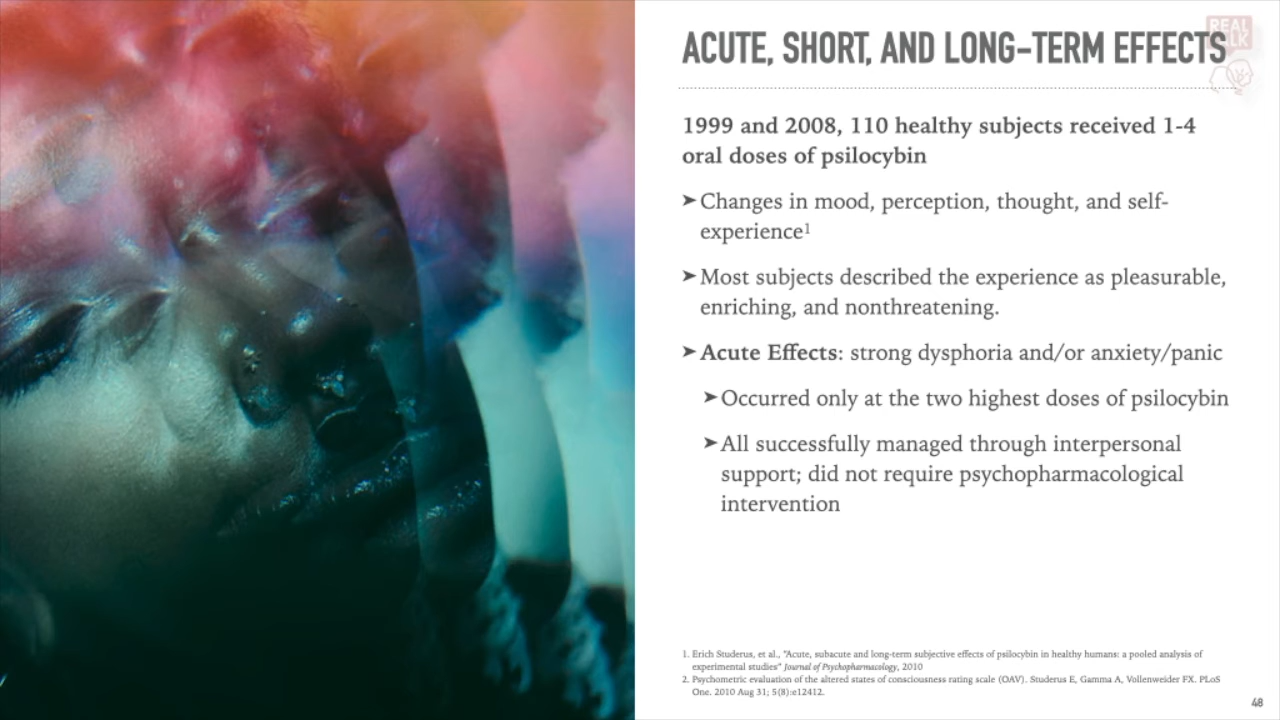 REAL
TALK
ACUTE, SHORT, AND LONG-TERM EFFECTS
1999 and 2008, 110 healthy subjects received 1-4
oral doses of psilocybin
➤ Changes in mood, perception, thought, and self-
experience¹
➤ Most subjects described the experience as pleasurable,
enriching, and nonthreatening.
➤ Acute Effects: strong dysphoria and/or anxiety/panic
➤ Occurred only at the two highest doses of psilocybin
➤ All successfully managed through interpersonal
support; did not require psychopharmacological
intervention
1. Erich Studerus, et al., "Acute, subacute and long-term subjective effects of psilocybin in healthy humans: a pooled analysis of
experimental studies" Journal of Psychopharmacology, 2010
2. Psychometric evaluation of the altered states of consciousness rating scale (OAV). Studerus E, Gamma A, Vollenweider FX. PLoS
One. 2010 Aug 31; 5(8):e12412.
48